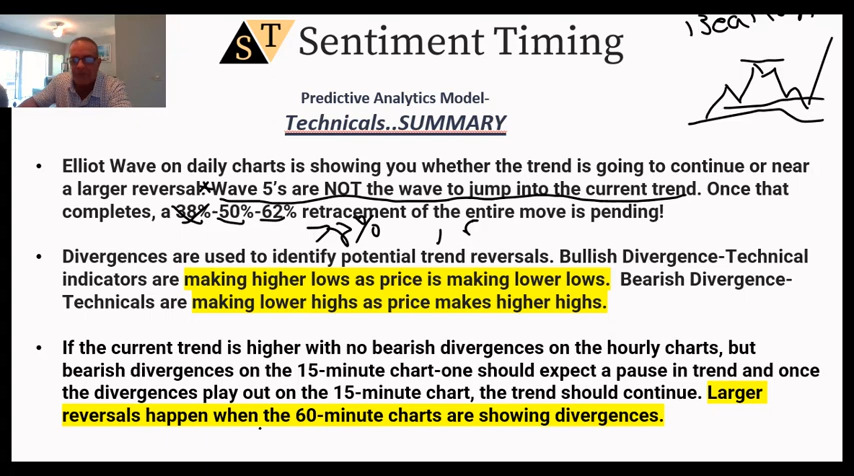 ST Sentiment Timing
Predictive Analytics Model-
Technicals..SUMMARY
• Elliot Wave on daily charts is showing you whether the trend is going to continue or near
a larger reversal. Wave 5's are NOT the wave to jump into the current trend. Once that
completes, a 38%-50%-62% retracement of the entire move is pending!
78%
• Divergences are used to identify potential trend reversals. Bullish Divergence-Technical
indicators are making higher lows as price is making lower lows. Bearish Divergence-
Technicals are making lower highs as price makes higher highs.
• If the current trend is higher with no bearish divergences on the hourly charts, but
bearish divergences on the 15-minute chart-one should expect a pause in trend and once
the divergences play out on the 15-minute chart, the trend should continue. Larger
reversals happen when the 60-minute charts are showing divergences.